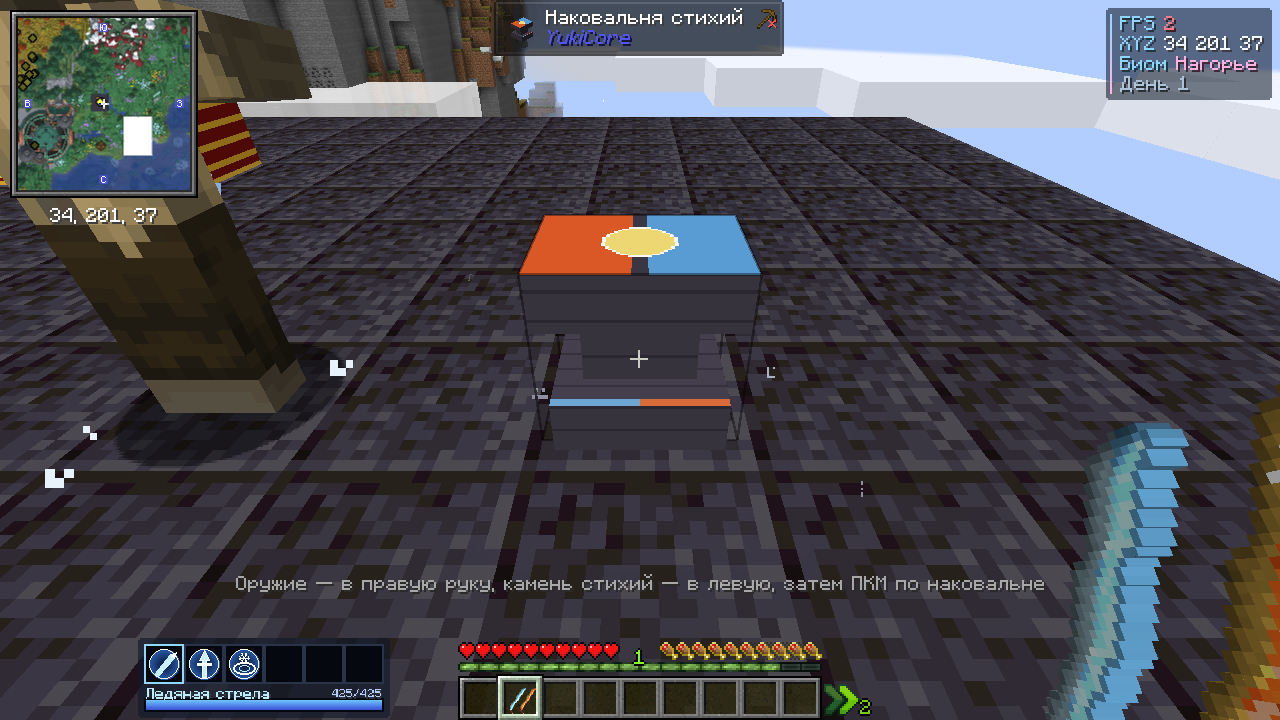 Ю
В
З
С
34, 201, 37
Наковальня стихий
YukiCore
FPS 2
XYZ 34 201 37
Биом Нагорье
День 1
Оружие — в правую руку, камень стихий — в левую, затем ПКМ по наковальне
Ледяная стрела 425/425
1
2